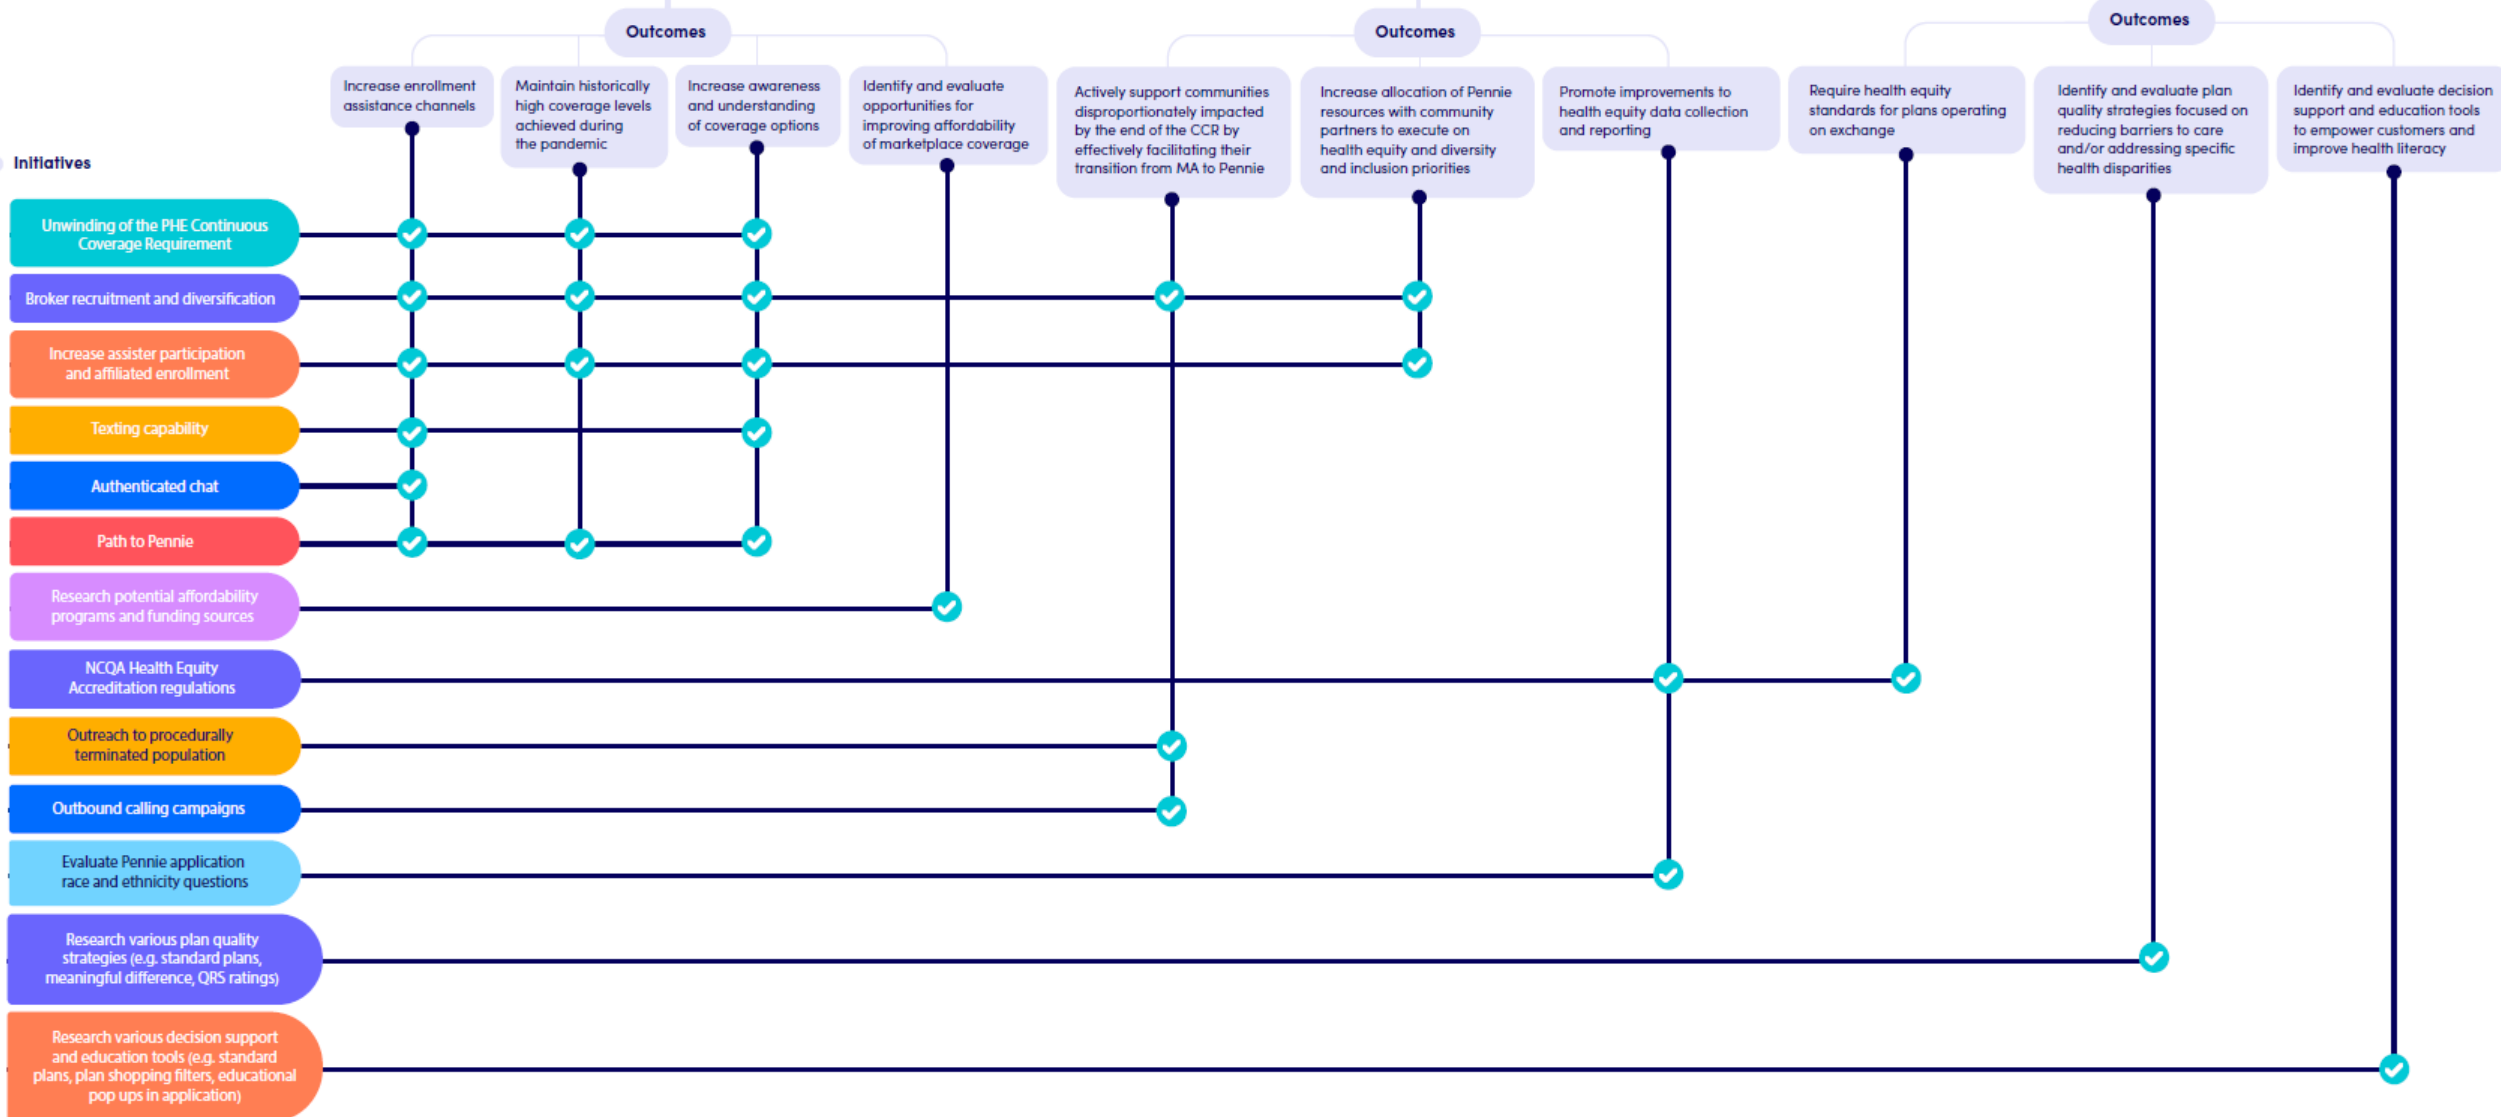 Outcomes
Outcomes
Outcomes
Increase enrollment
assistance channels
Maintain historically
high coverage levels
achieved during
the pandemic
Increase awareness
and understanding
of coverage options
Identify and evaluate
opportunities for
improving affordability
of marketplace coverage
Actively support communities
disproportionately impacted
by the end of the CCR by
effectively facilitating their
transition from MA to Pennie
Increase allocation of Pennie
resources with community
partners to execute on
health equity and diversity
and inclusion priorities
Promote improvements to
health equity data collection
and reporting
Require health equity
standards for plans operating
on exchange
Identify and evaluate plan
quality strategies focused on
reducing barriers to care
and/or addressing specific
health disparities
Identify and evaluate decision
support and education tools
to empower customers and
improve health literacy
Initiatives
Unwinding of the PHE Continuous
Coverage Requirement
Broker recruitment and diversification
Increase assister participation
and affiliated enrollment
Texting capability
Authenticated chat
Path to Pennie
Research potential affordability
programs and funding sources
NCQA Health Equity
Accreditation regulations
Outreach to procedurally
terminated population
Outbound calling campaigns
Evaluate Pennie application
race and ethnicity questions
Research various plan quality
strategies (e.g. standard plans,
meaningful difference, QRS ratings)
Research various decision support
and education tools (e.g. standard
plans, plan shopping filters, educational
pop ups in application)